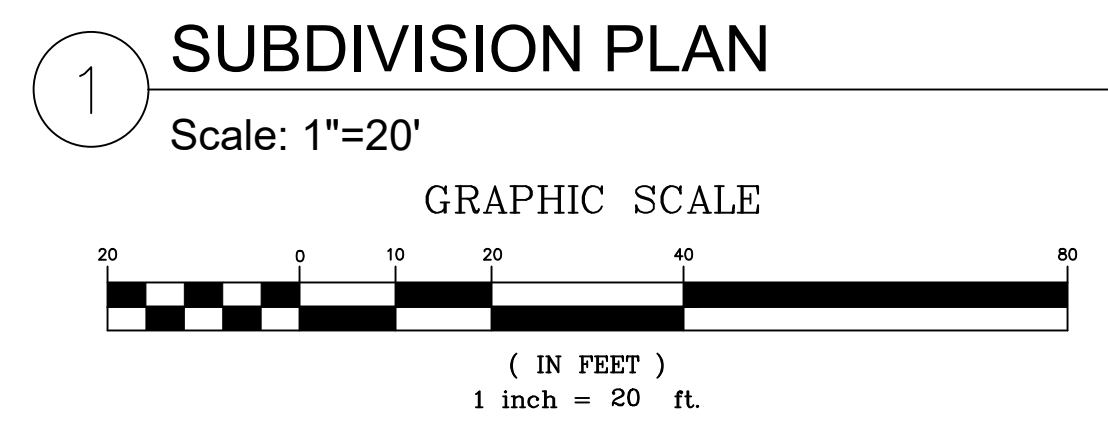 1
SUBDIVISION PLAN
Scale: 1"=20'
GRAPHIC SCALE
20 0 10 20 40 80
( IN FEET )
1 inch = 20 ft.